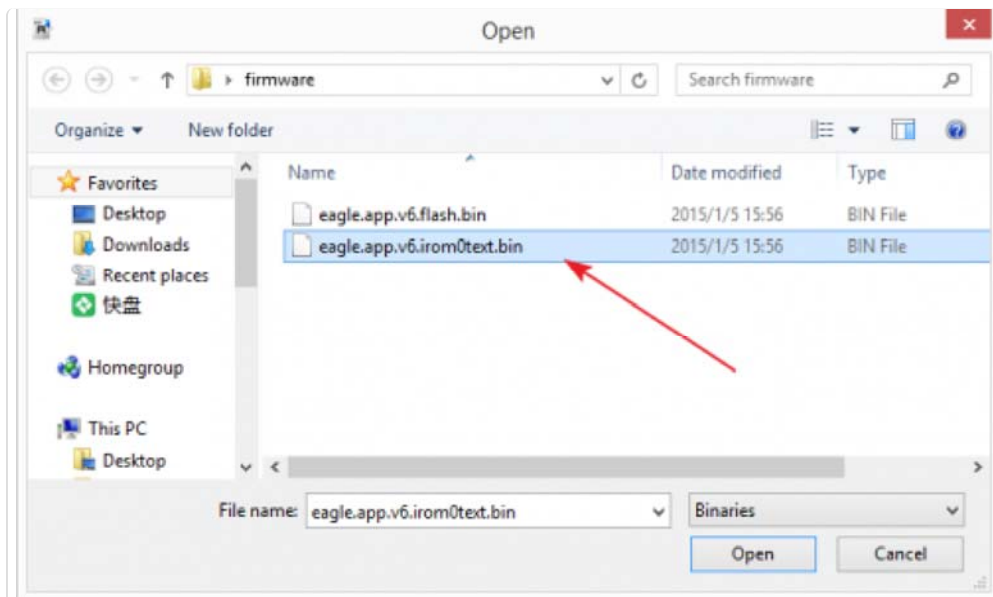 Open
firmware
Search firmware
Organize
New folder
Name
Date modified
Type
Favorites
Desktop
Downloads
Recent places
快盘
Homegroup
This PC
Desktop
eagle.app.v6.flash.bin
2015/1/5 15:56
BIN File
eagle.app.v6.irom0text.bin
2015/1/5 15:56
BIN File
File name:
eagle.app.v6.irom0text.bin
Binaries
Open
Cancel